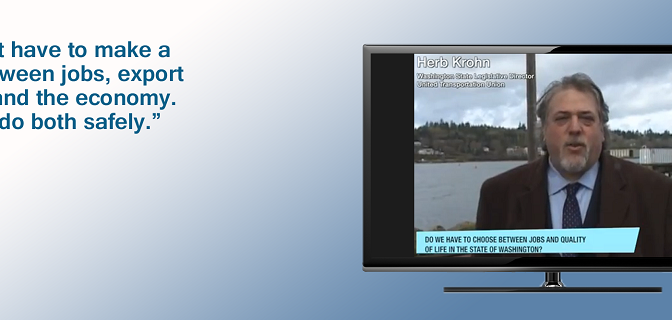 t have to make a
ween jobs, export
and the economy.
do both safely.”
Herb Krohn
Washington State Legislative Director
United Transportation Union
DO WE HAVE TO CHOOSE BETWEEN JOBS AND QUALITY
OF LIFE IN THE STATE OF WASHINGTON?